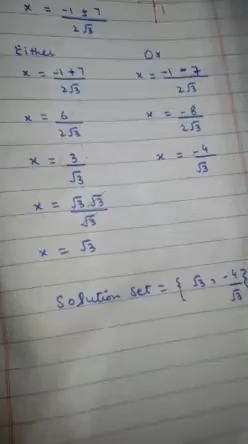 x = -1 ± 7 / 2√3
Either Or
x = -1 + 7 / 2√3 x = -1 - 7 / 2√3
x = 6 / 2√3 x = -8 / 2√3
x = 3 / √3 x = -4 / √3
x = √3 √3 / √3
x = √3
Solution Set = { √3 , -4 / √3 }